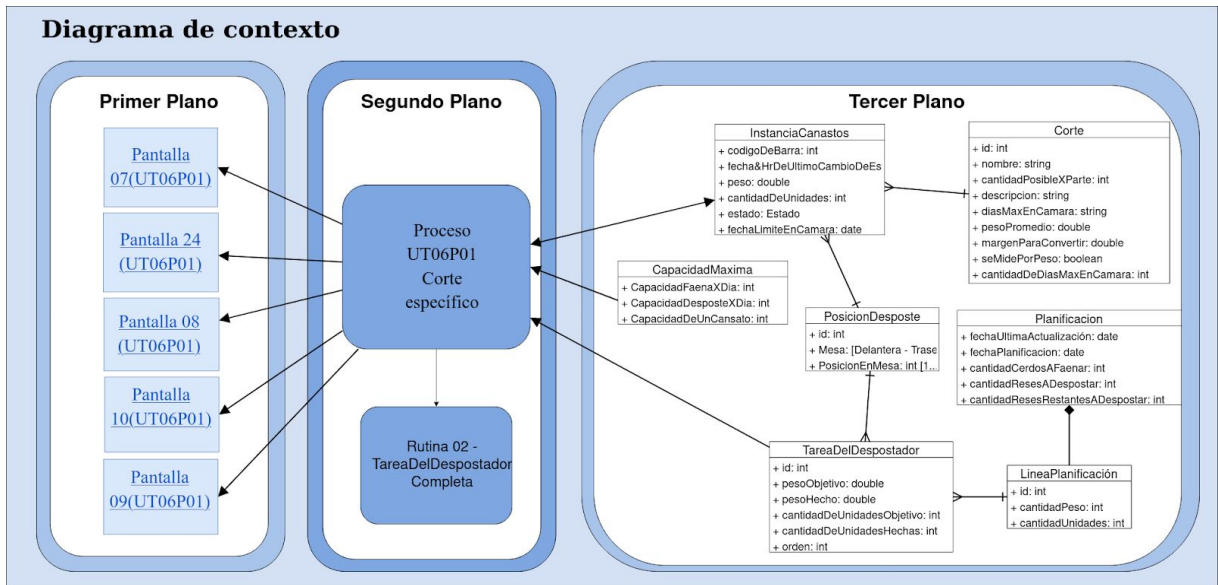 Diagrama de contexto
Primer Plano
Pantalla
07(UT06P01)
Pantalla 24
(UT06P01)
Pantalla 08
(UT06P01)
Pantalla
10(UT06P01)
Pantalla
09(UT06P01)
Segundo Plano
Proceso
UT06P01
Corte
específico
Rutina 02 -
TareaDelDespostador
Completa
Tercer Plano
InstanciaCanastos
+ codigoDeBarra: int
+ fecha&HrDeUltimoCambioDeEs
+ peso: double
+ cantidadDeUnidades: int
+ estado: Estado
+ fechaLimiteEnCamara: date
Corte
+ id: int
+ nombre: string
+ cantidadPosibleXParte: int
+ descripcion: string
+ diasMaxEnCamara: string
+ pesoPromedio: double
+ margenParaConvertir: double
+ seMidePorPeso: boolean
+ cantidadDeDiasMaxEnCamara: int
CapacidadMaxima
+ CapacidadFaenaXDia: int
+ CapacidadDesposteXDia: int
+ CapacidadDeUnCansato: int
PosicionDesposte
+ id: int
+ Mesa: [Delantera - Trase
+ PosicionEnMesa: int [1...
Planificacion
+ fechaUltimaActualización: date
+ fechaPlanificacion: date
+ cantidadCerdosAFaenar: int
+ cantidadResesADespostar: int
+ cantidadResesRestantesADespostar: int
TareaDelDespostador
+ id: int
+ pesoObjetivo: double
+ pesoHecho: double
+ cantidadDeUnidadesObjetivo: int
+ cantidadDeUnidadesHechas: int
+ orden: int
LineaPlanificación
+ id: int
+ cantidadPeso: int
+ cantidadUnidades: int